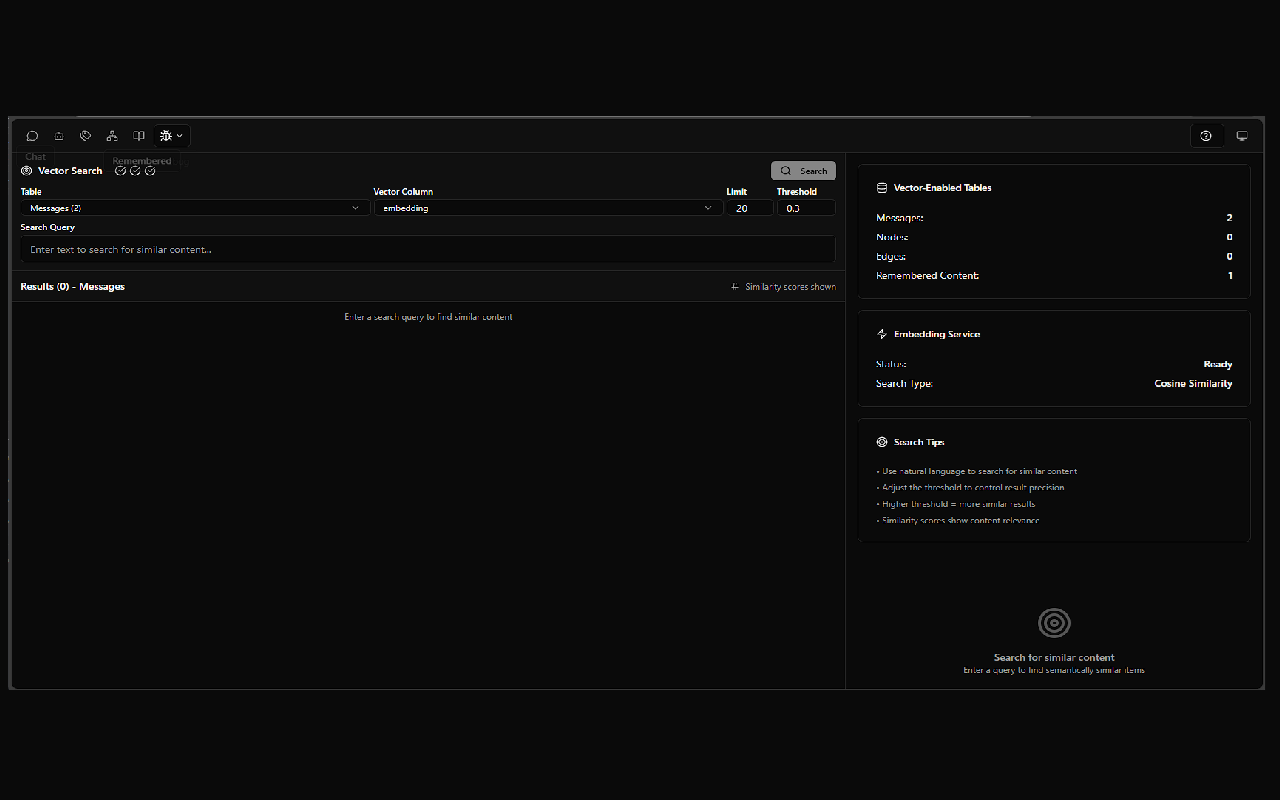 Chat
Remembered
Vector Search
Search
Table
Vector Column
Limit
Threshold
Messages (2)
embedding
20
0.3
Search Query
Enter text to search for similar content...
Results (0) - Messages
Similarity scores shown
Enter a search query to find similar content
Vector-Enabled Tables
Messages: 2
Nodes: 0
Edges: 0
Remembered Content: 1
Embedding Service
Status: Ready
Search Type: Cosine Similarity
Search Tips
• Use natural language to search for similar content
• Adjust the threshold to control result precision
• Higher threshold = more similar results
• Similarity scores show content relevance
Search for similar content
Enter a query to find semantically similar items